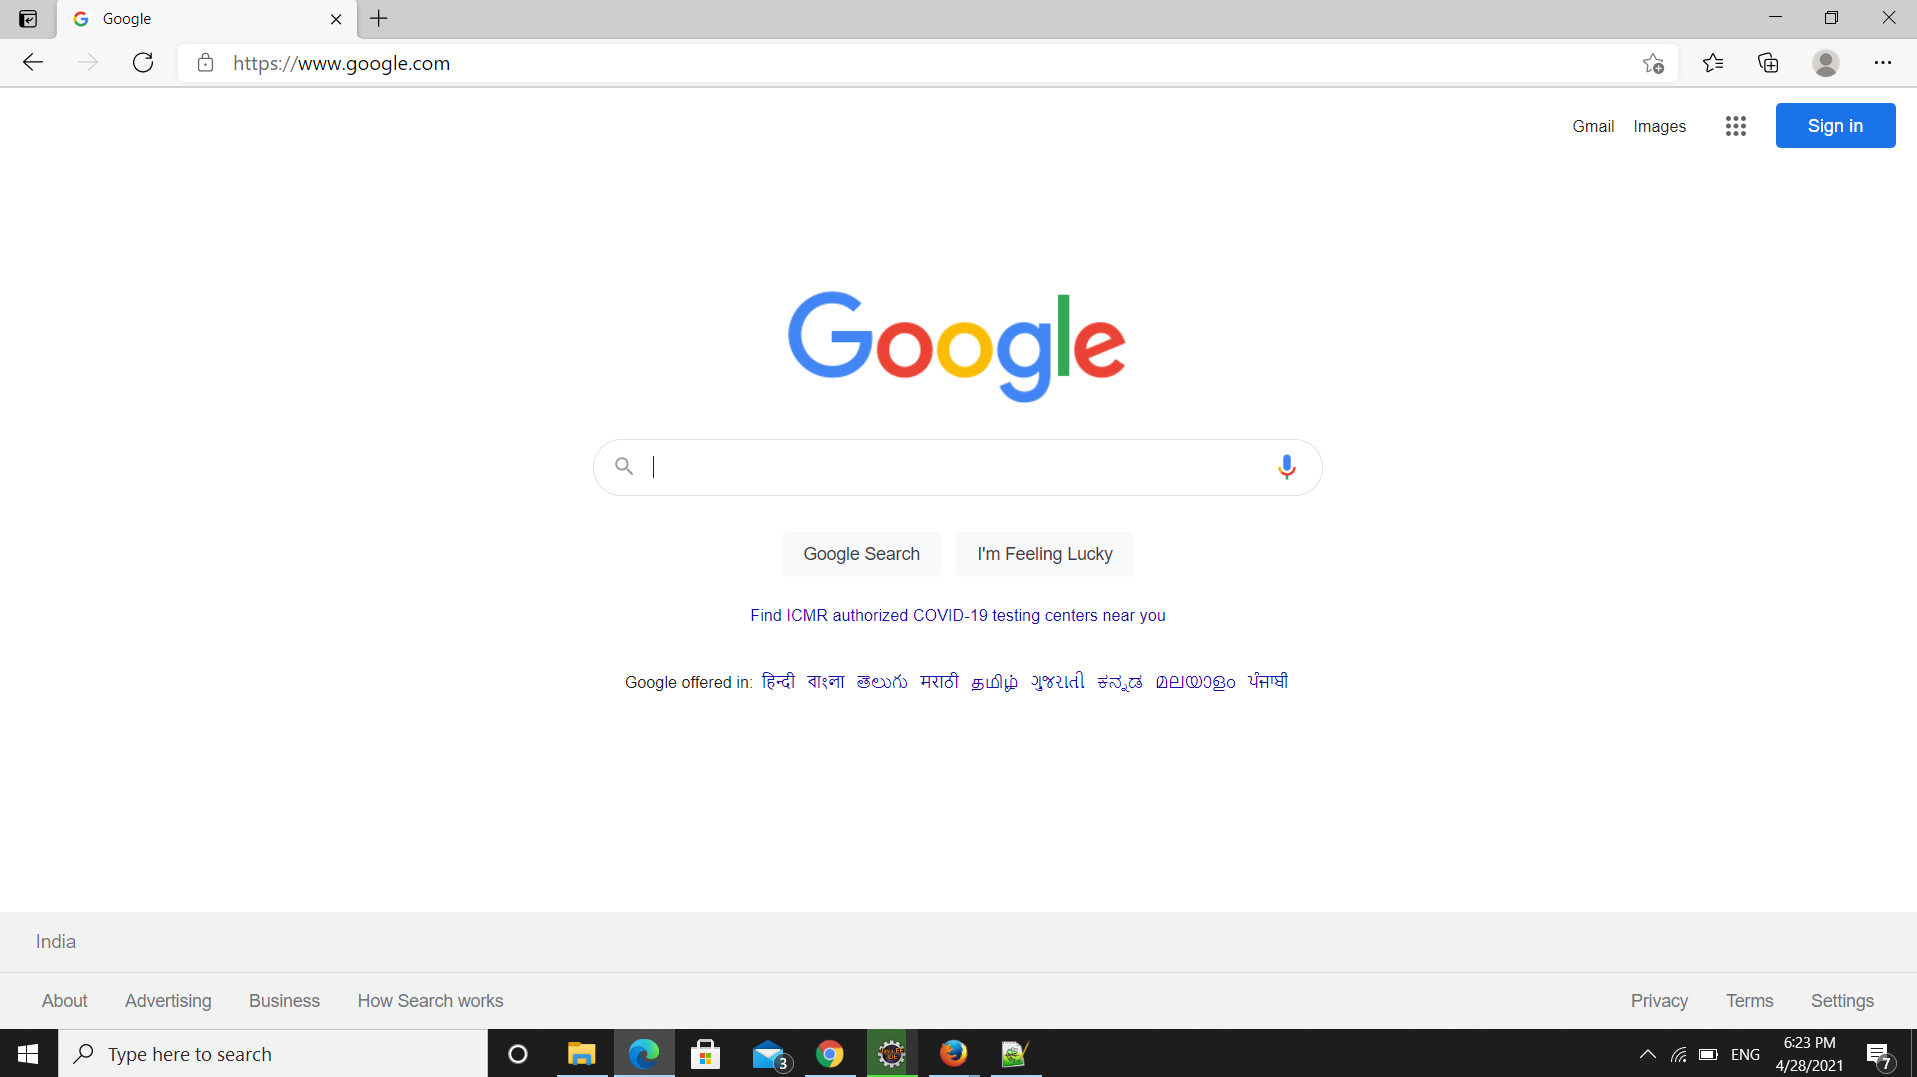 Google
https://www.google.com
Gmail Images Sign in
Google
Google Search I'm Feeling Lucky
Find ICMR authorized COVID-19 testing centers near you
Google offered in: हिन्दी বাংলা తెలుగు मराठी தமிழ் ગુજરાતી ಕನ್ನಡ മലയാളം ਪੰਜਾਬੀ
India
About Advertising Business How Search works Privacy Terms Settings
Type here to search 3 ENG 6:23 PM 7
4/28/2021